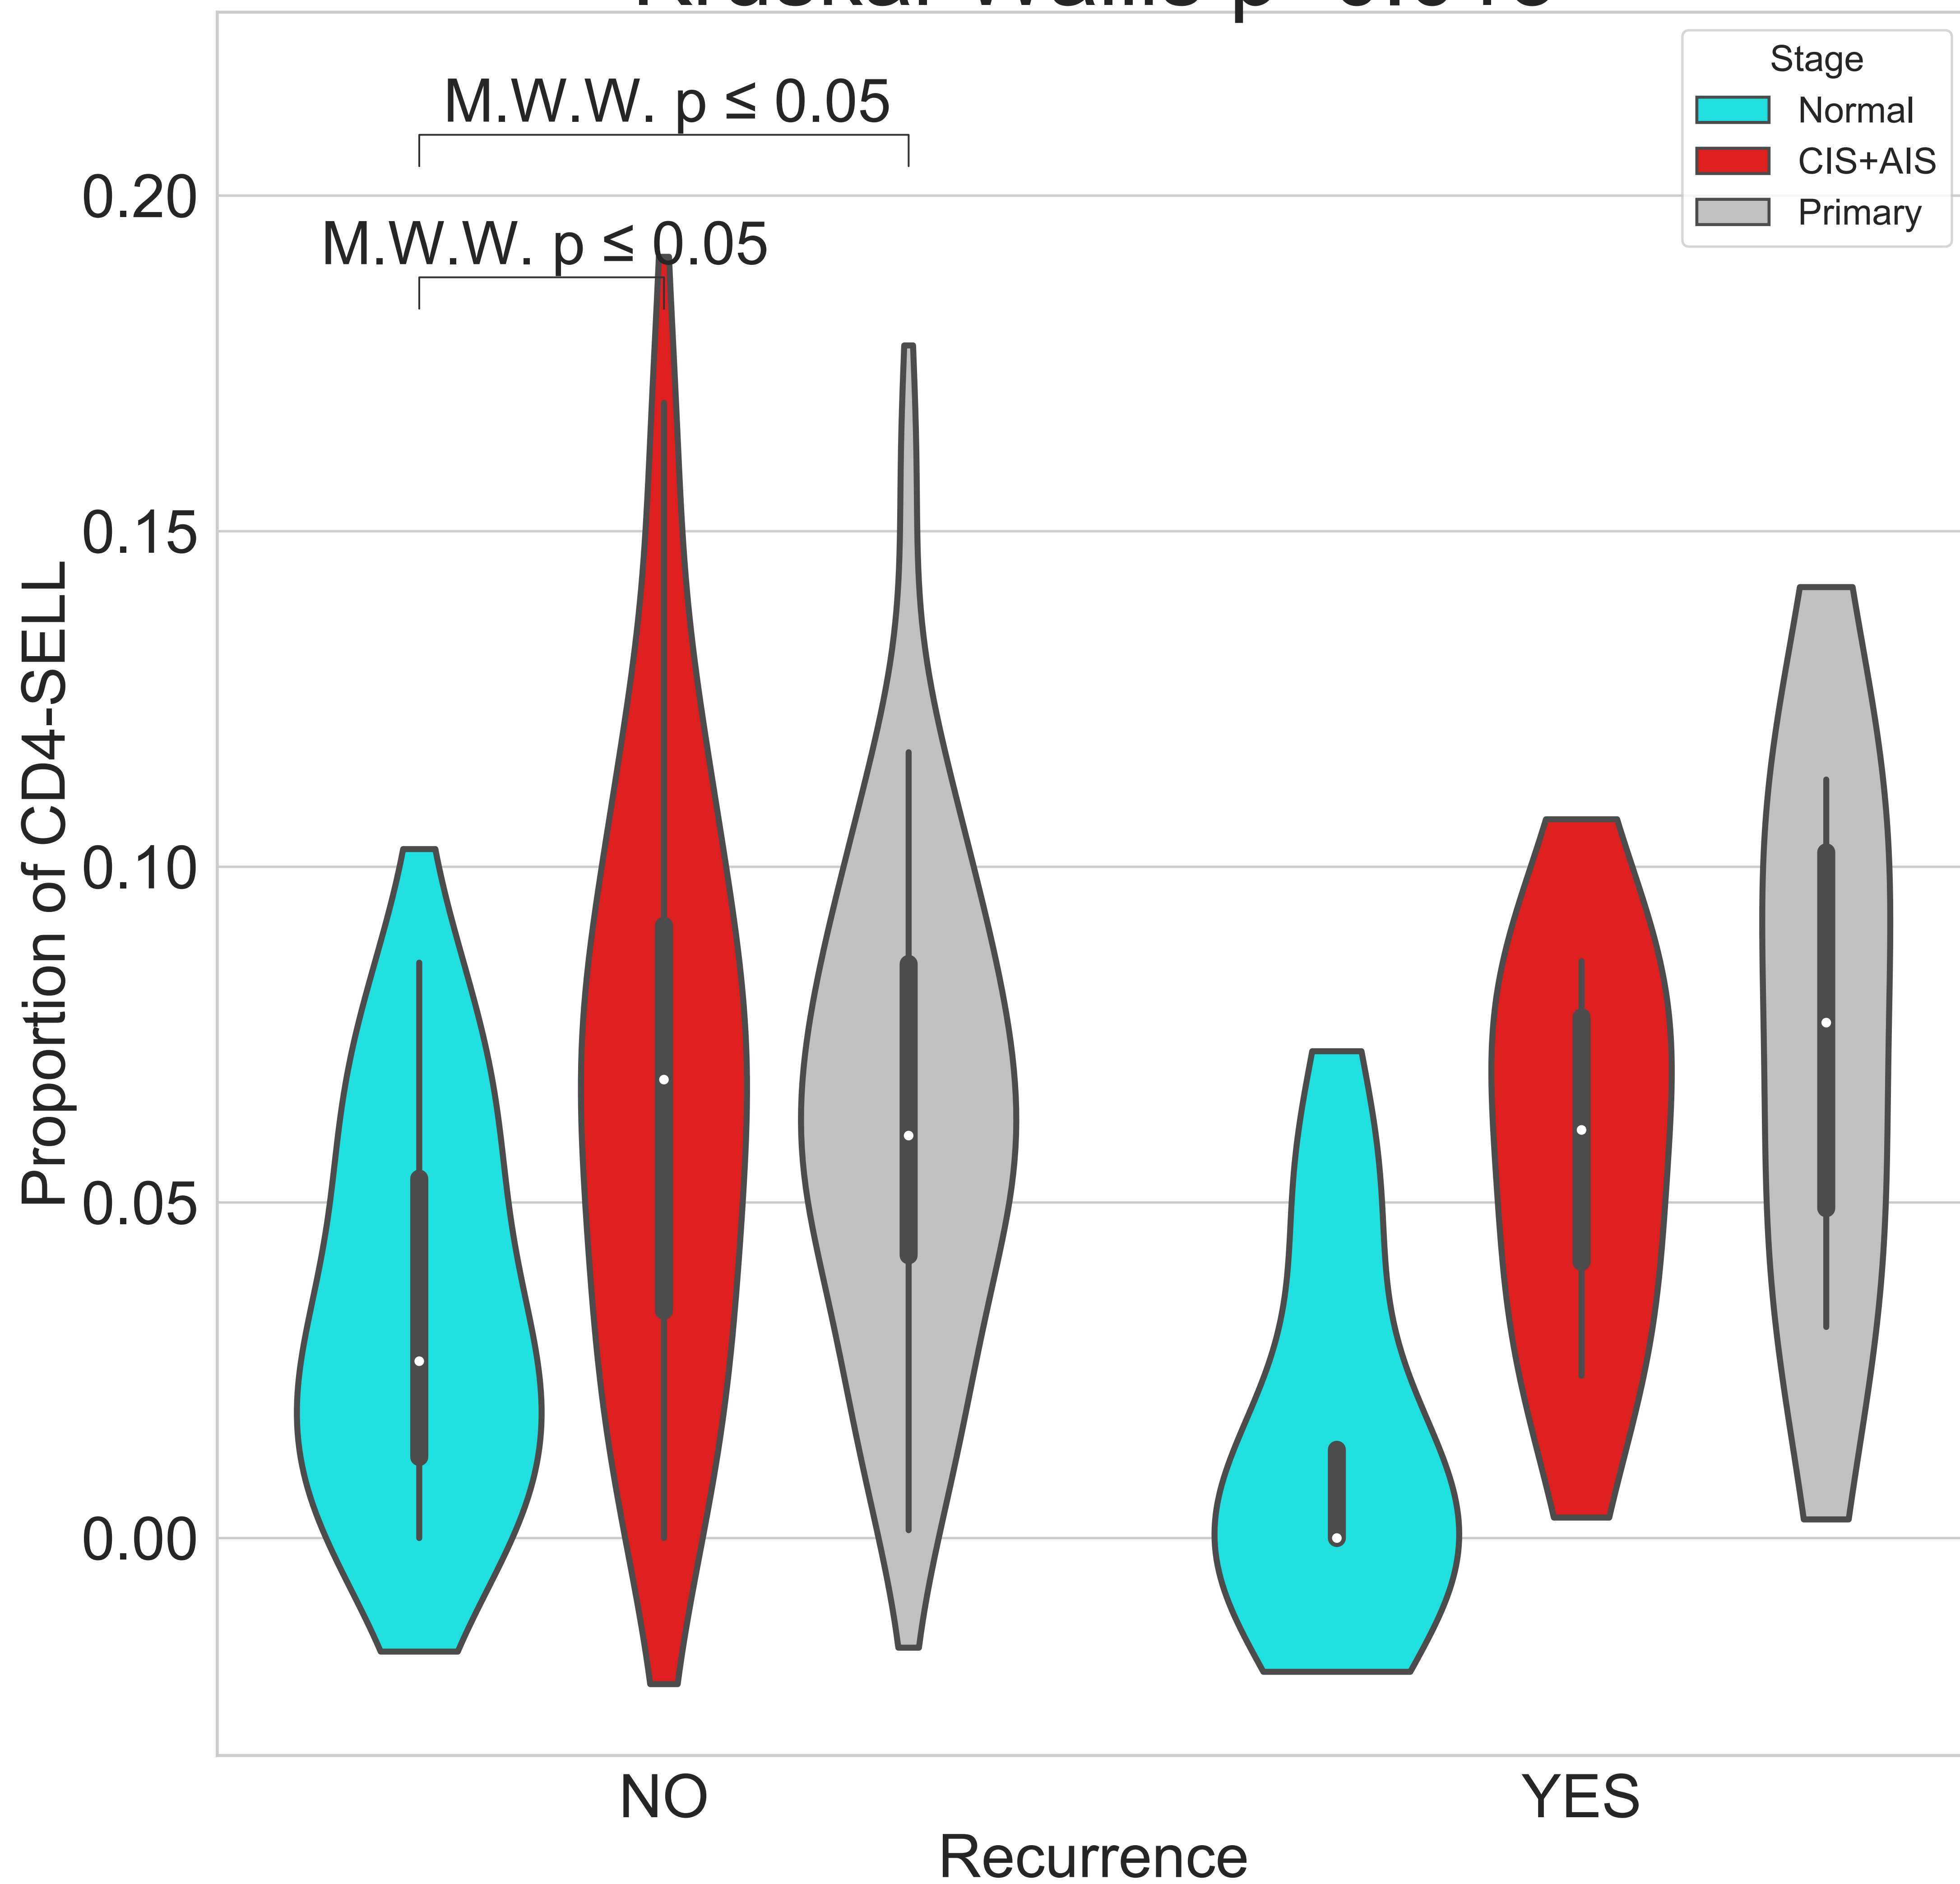 M.W.W. p ≤ 0.05
M.W.W. p ≤ 0.05
Stage
Normal
CIS+AIS
Primary
0.20
0.15
0.10
0.05
0.00
Proportion of CD4-SELL
NO
YES
Recurrence